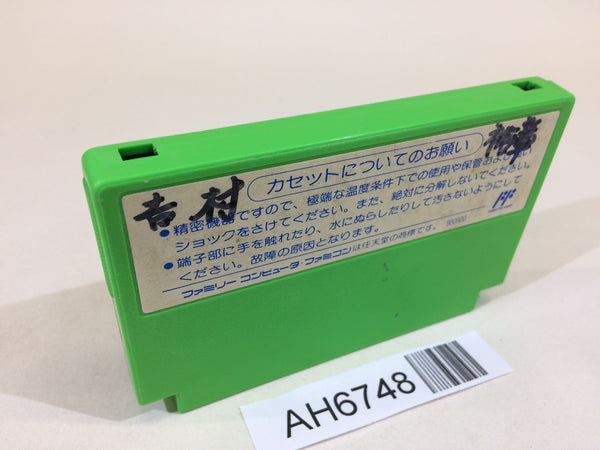 吉村
カセットについてのお願い
●精密機器ですので、極端な温度条件下での使用や保管および強い
ショックをさけてください。また、絶対に分解しないでください。
●端子部に手を触れたり、水にぬらしたりして汚さないようにして
ください。故障の原因となります。
ファミリーコンピュータ・ファミコンは任天堂の商標です。
AH6748